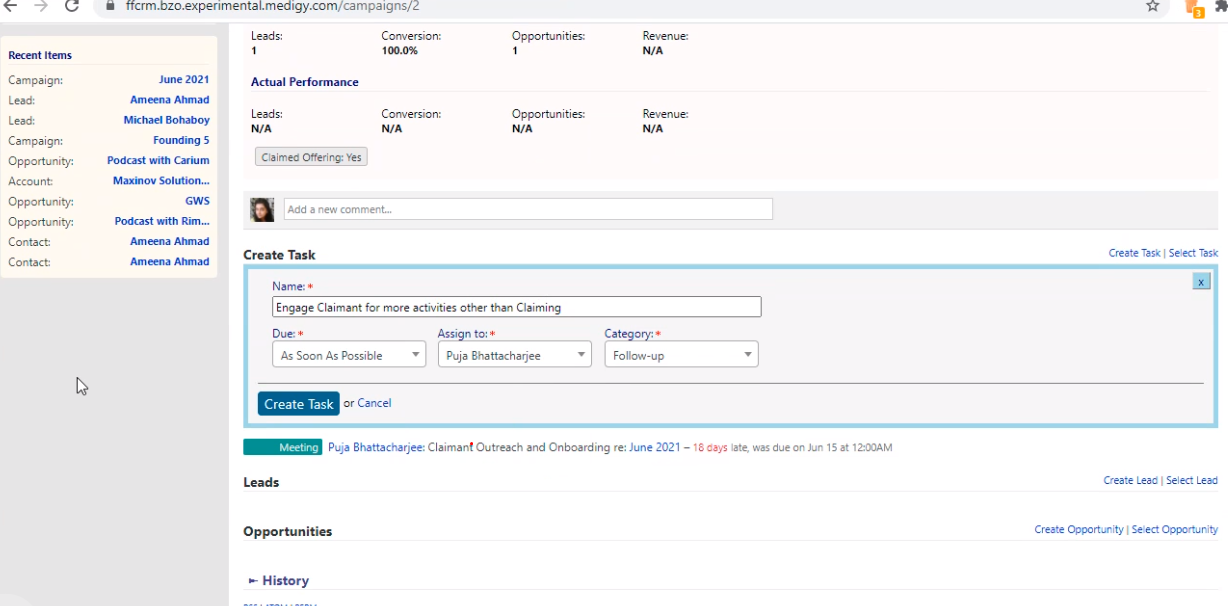 ffcrm.bzo.experimental.medigy.com/campaigns/2
3
Recent Items
Campaign: June 2021
Lead: Ameena Ahmad
Lead: Michael Bohaboy
Campaign: Founding 5
Opportunity: Podcast with Carium
Account: Maxinov Solution...
Opportunity: GWS
Opportunity: Podcast with Rim...
Contact: Ameena Ahmad
Contact: Ameena Ahmad
Leads: Conversion: Opportunities: Revenue:
1 100.0% 1 N/A
Actual Performance
Leads: Conversion: Opportunities: Revenue:
N/A N/A N/A N/A
Claimed Offering: Yes
Add a new comment...
Create Task Create Task | Select Task
x
Name: *
Engage Claimant for more activities other than Claiming
Due: * Assign to: * Category: *
As Soon As Possible Puja Bhattacharjee Follow-up
Create Task or Cancel
Meeting Puja Bhattacharjee: Claimant Outreach and Onboarding re: June 2021 – 18 days late, was due on Jun 15 at 12:00AM
Leads Create Lead | Select Lead
Opportunities Create Opportunity | Select Opportunity
History